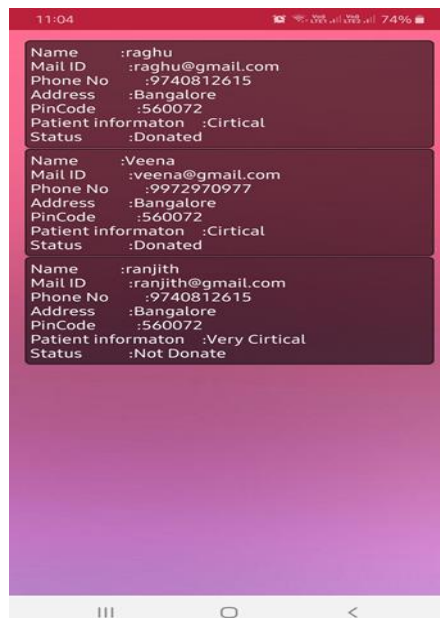 11:04 74%
Name :raghu
Mail ID :raghu@gmail.com
Phone No :9740812615
Address :Bangalore
PinCode :560072
Patient informaton :Cirtical
Status :Donated
Name :Veena
Mail ID :veena@gmail.com
Phone No :9972970977
Address :Bangalore
PinCode :560072
Patient informaton :Cirtical
Status :Donated
Name :ranjith
Mail ID :ranjith@gmail.com
Phone No :9740812615
Address :Bangalore
PinCode :560072
Patient informaton :Very Cirtical
Status :Not Donate